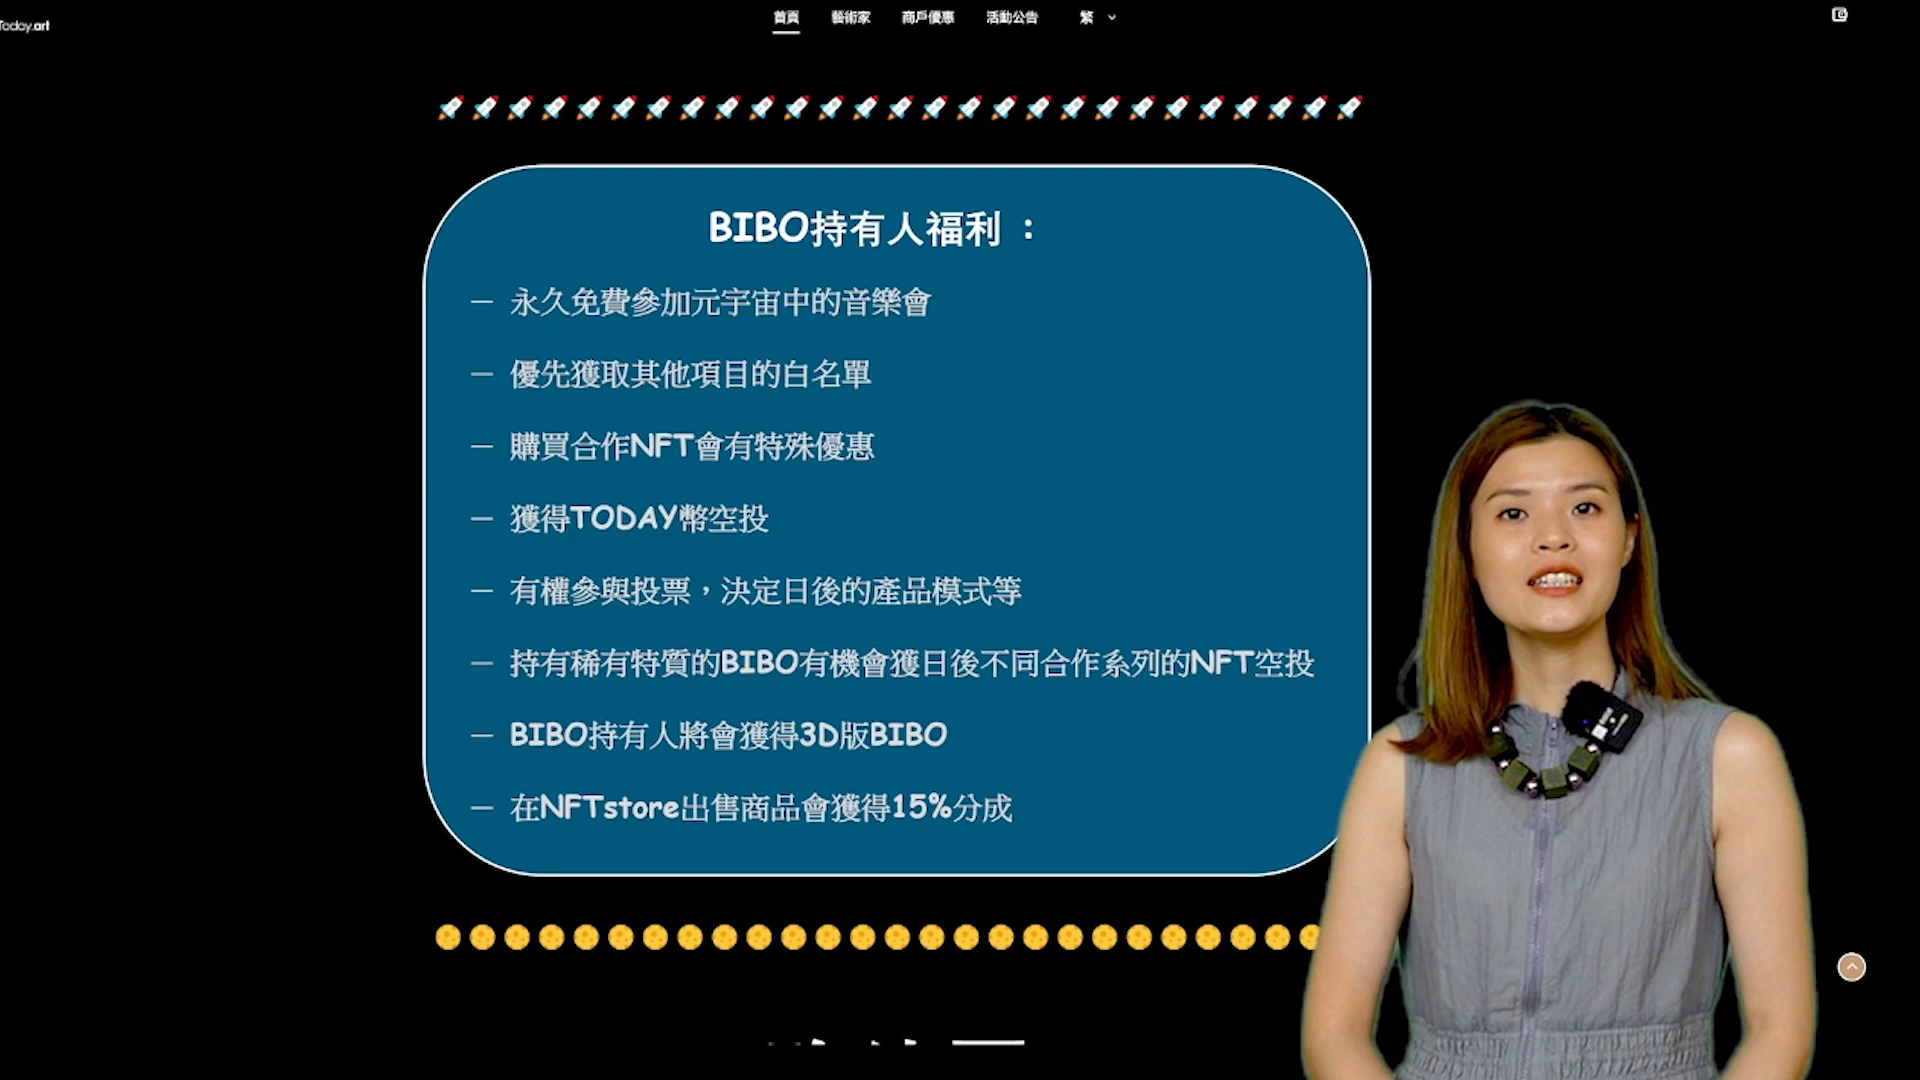 Today.art
首頁 藝術家 商戶優惠 活動公告 繁
BIBO持有人福利：
— 永久免費參加元宇宙中的音樂會
— 優先獲取其他項目的白名單
— 購買合作NFT會有特殊優惠
— 獲得TODAY幣空投
— 有權參與投票，決定日後的產品模式等
— 持有稀有特質的BIBO有機會獲日後不同合作系列的NFT空投
— BIBO持有人將會獲得3D版BIBO
— 在NFTstore出售商品會獲得15%分成